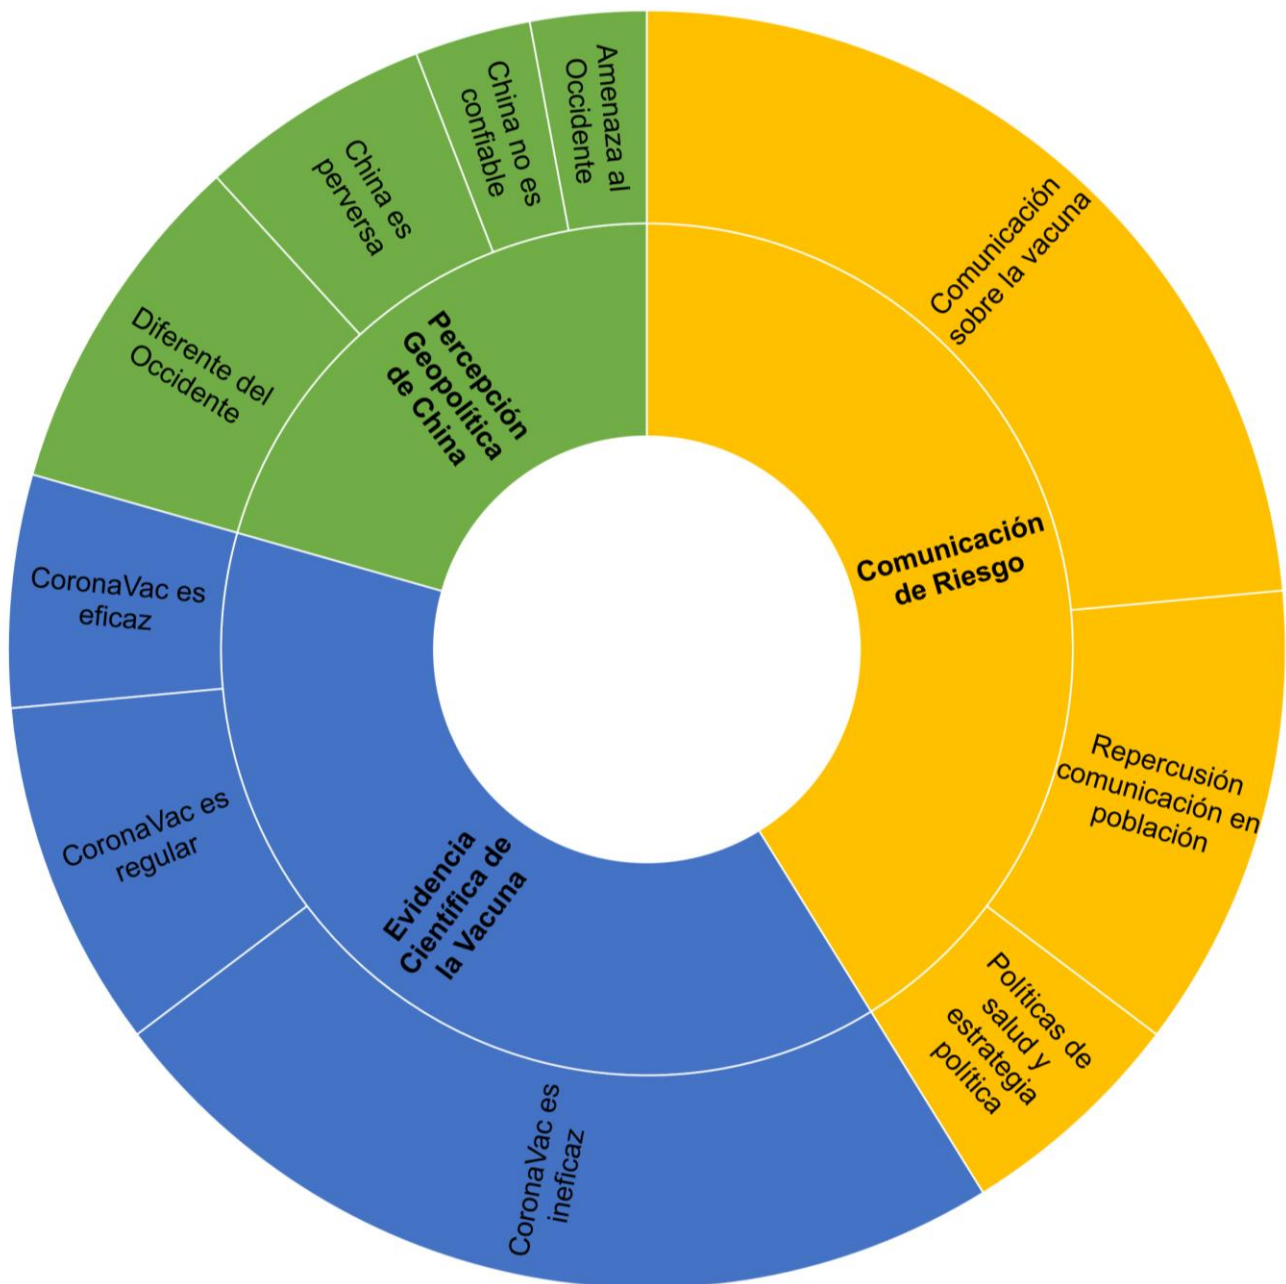 Amenaza al
Occidente
China no es
confiable
China es
perversa
Diferente del
Occidente
Percepción
Geopolítica
de China
Comunicación
sobre la vacuna
Comunicación
de Riesgo
Repercusión
comunicación en
población
Políticas de
salud y
estrategia
política
CoronaVac es
eficaz
CoronaVac es
regular
Evidencia
Científica de
la Vacuna
CoronaVac es
ineficaz